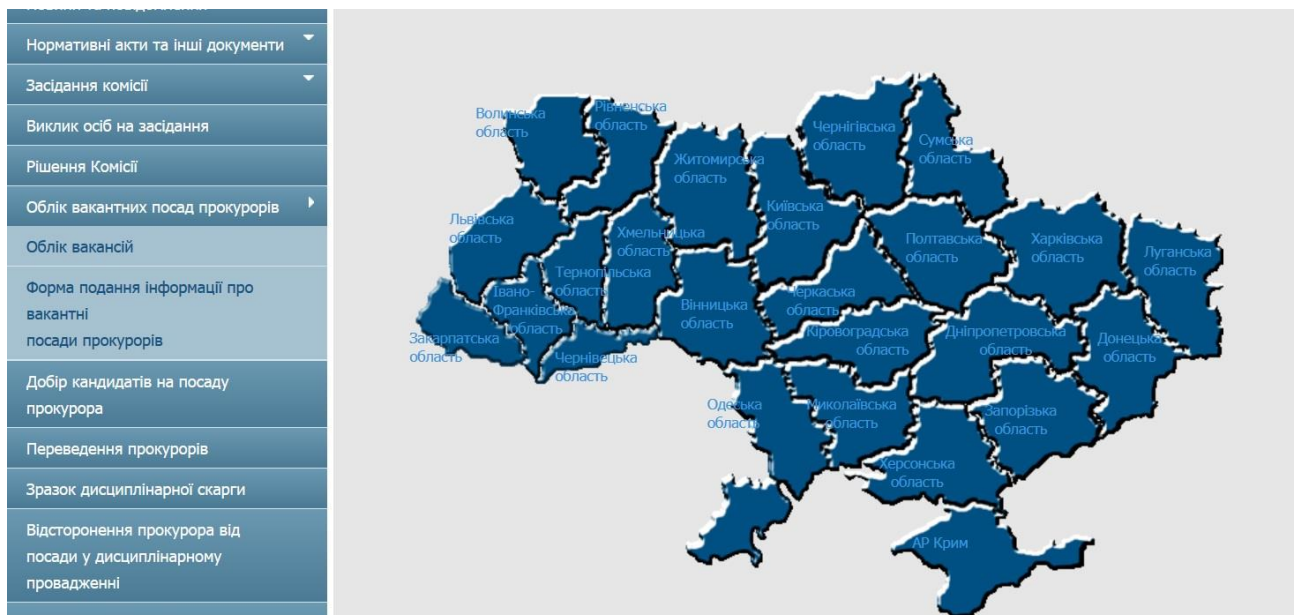 Нормативні акти та інші документи
Засідання комісії
Виклик осіб на засідання
Рішення Комісії
Облік вакантних посад прокурорів
Облік вакансій
Форма подання інформації про
вакантні
посади прокурорів
Добір кандидатів на посаду
прокурора
Переведення прокурорів
Зразок дисциплінарної скарги
Відсторонення прокурора від
посади у дисциплінарному
провадженні
Волинська
область
Рівненська
область
Житомирська
область
Чернігівська
область
Сумська
область
Львівська
область
Хмельницька
область
Київська
область
Полтавська
область
Харківська
область
Луганська
область
Тернопільська
область
Івано-
Франківська
область
Вінницька
область
Черкаська
область
Закарпатська
область
Чернівецька
область
Кіровоградська
область
Дніпропетровська
область
Донецька
область
Одеська
область
Миколаївська
область
Запорізька
область
Херсонська
область
АР Крим